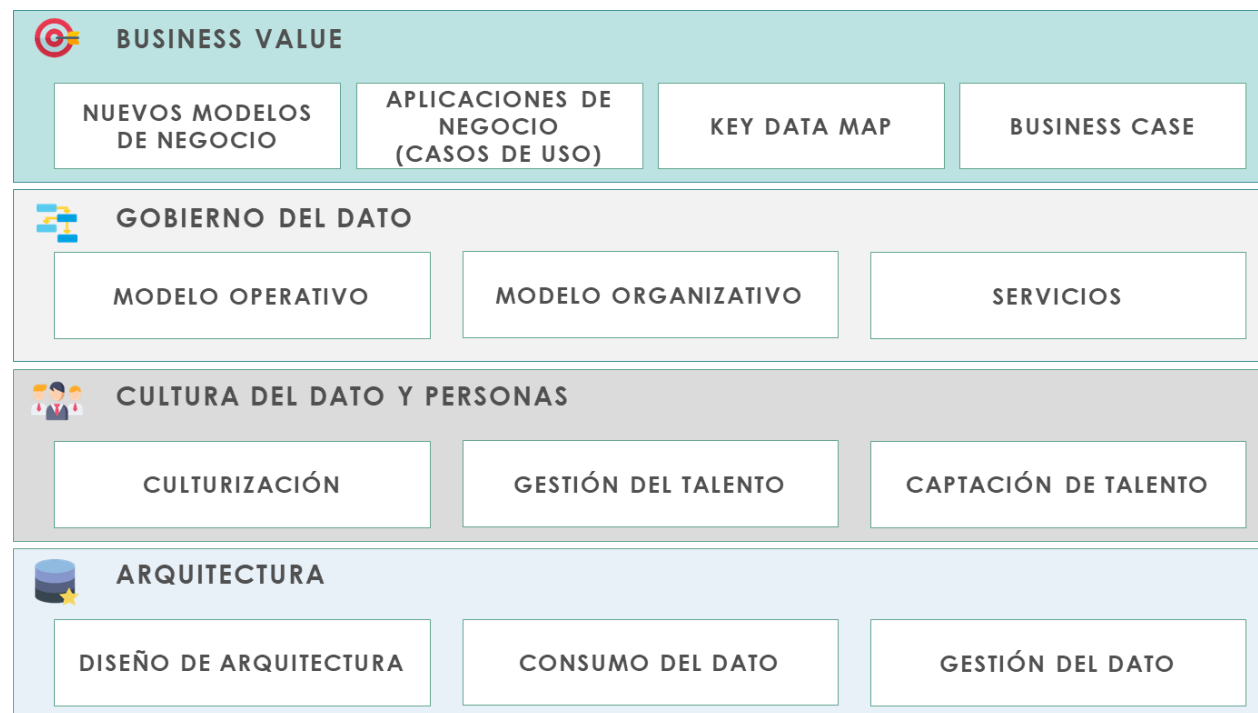 BUSINESS VALUE
NUEVOS MODELOS
DE NEGOCIO
APLICACIONES DE
NEGOCIO
(CASOS DE USO)
KEY DATA MAP
BUSINESS CASE
GOBIERNO DEL DATO
MODELO OPERATIVO
MODELO ORGANIZATIVO
SERVICIOS
CULTURA DEL DATO Y PERSONAS
CULTURIZACIÓN
GESTIÓN DEL TALENTO
CAPTACIÓN DE TALENTO
ARQUITECTURA
DISEÑO DE ARQUITECTURA
CONSUMO DEL DATO
GESTIÓN DEL DATO